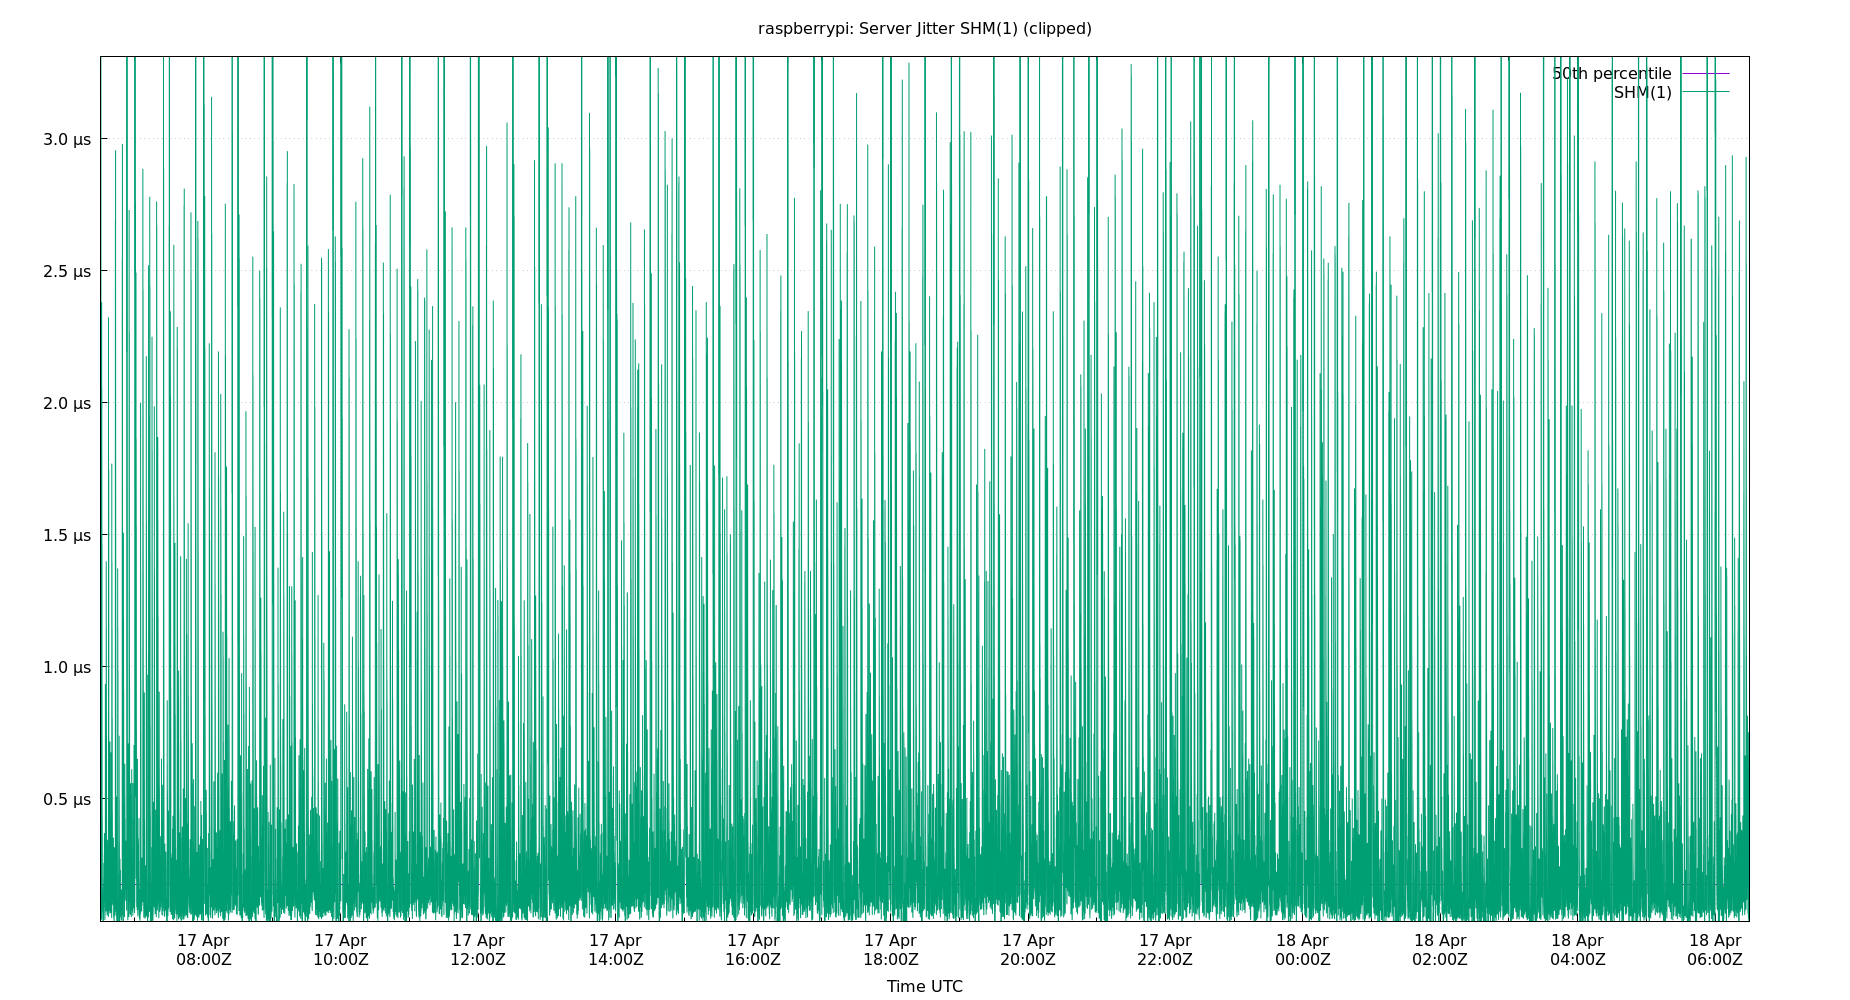 raspberrypi: Server Jitter SHM(1) (clipped)
50th percentile
SHM(1)
3.0 µs
2.5 µs
2.0 µs
1.5 µs
1.0 µs
0.5 µs
17 Apr 17 Apr 17 Apr 17 Apr 17 Apr 17 Apr 17 Apr 17 Apr 18 Apr 18 Apr 18 Apr 18 Apr
08:00Z 10:00Z 12:00Z 14:00Z 16:00Z 18:00Z 20:00Z 22:00Z 00:00Z 02:00Z 04:00Z 06:00Z
Time UTC